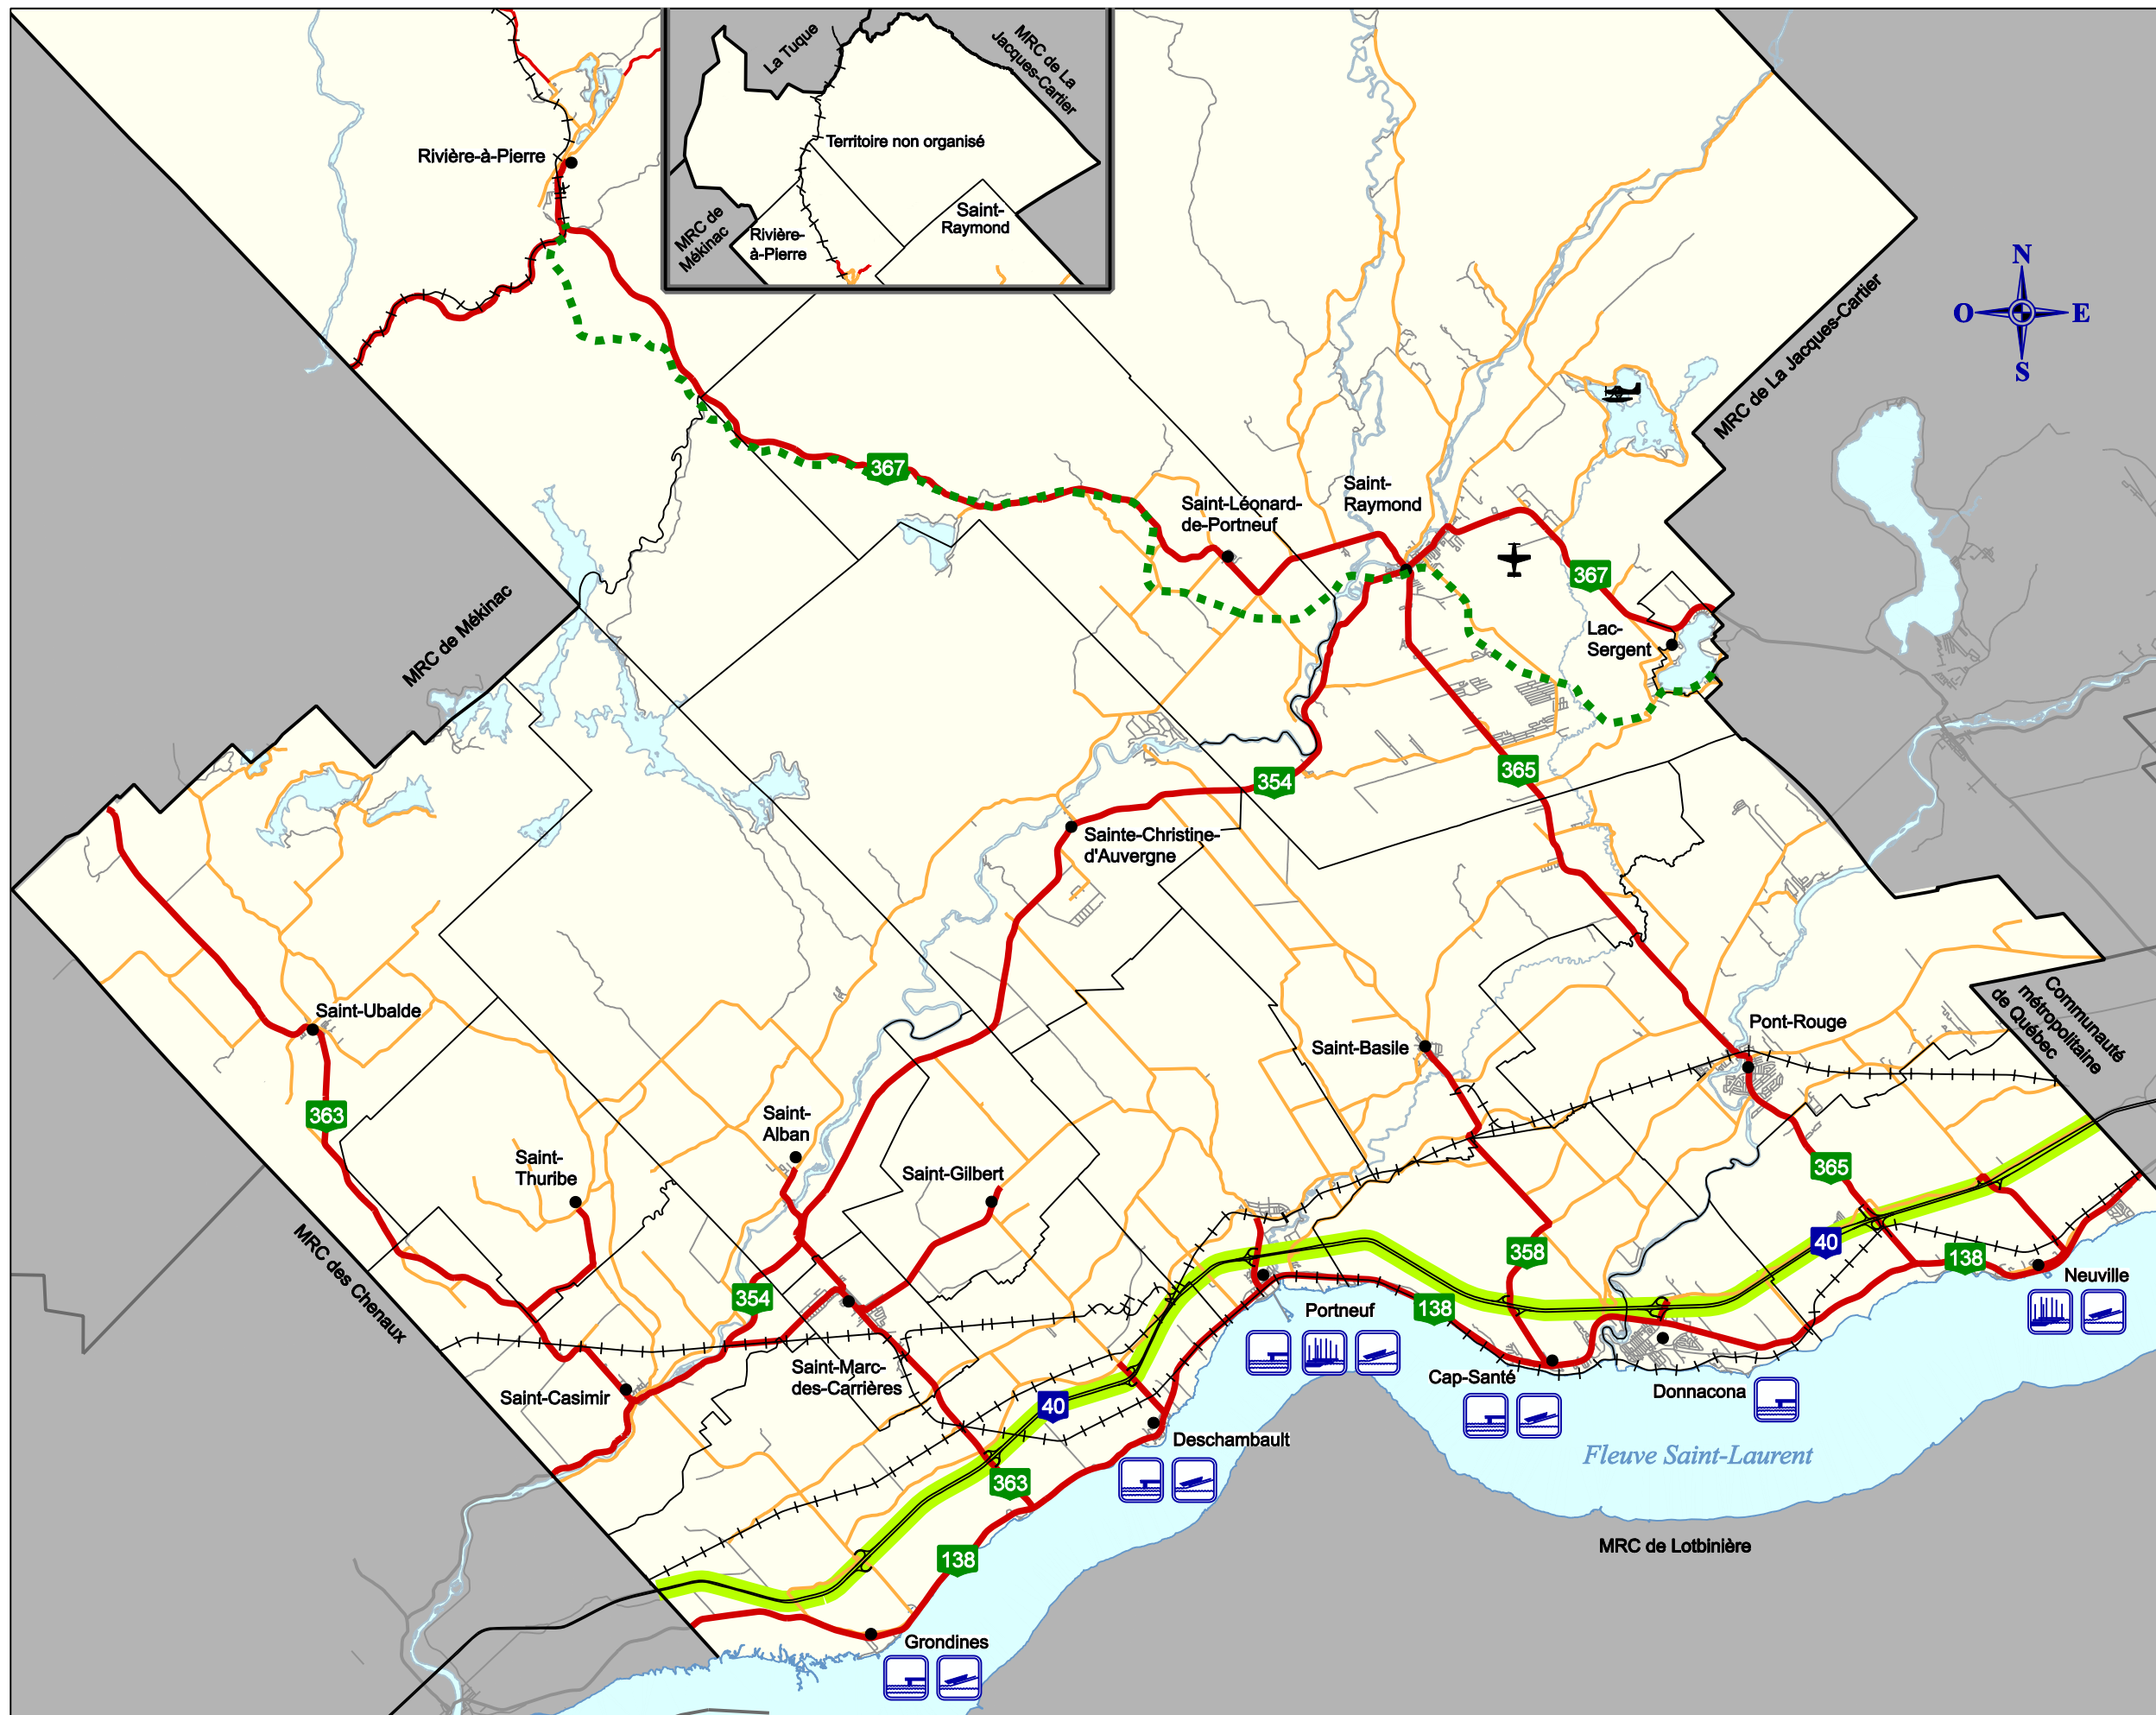 La Tuque
MRC de La
Jacques-Cartier
Territoire non organisé
MRC de
Mékinac
Rivière-
à-Pierre
Saint-
Raymond
Rivière-à-Pierre
N
O
E
S
MRC de La Jacques-Cartier
367
Saint-Léonard-
de-Portneuf
Saint-
Raymond
367
Lac-
Sergent
MRC de Mékinac
354
365
Sainte-Christine-
d'Auvergne
Saint-Ubalde
363
Saint-Basile
Pont-Rouge
Communauté
métropolitaine
de Québec
Saint-
Alban
Saint-
Thuribe
Saint-Gilbert
365
MRC des Chenaux
354
358
40
138
Neuville
Portneuf
138
Saint-Marc-
des-Carrières
Cap-Santé
Donnacona
Saint-Casimir
40
Deschambault
Fleuve Saint-Laurent
363
138
MRC de Lotbinière
Grondines